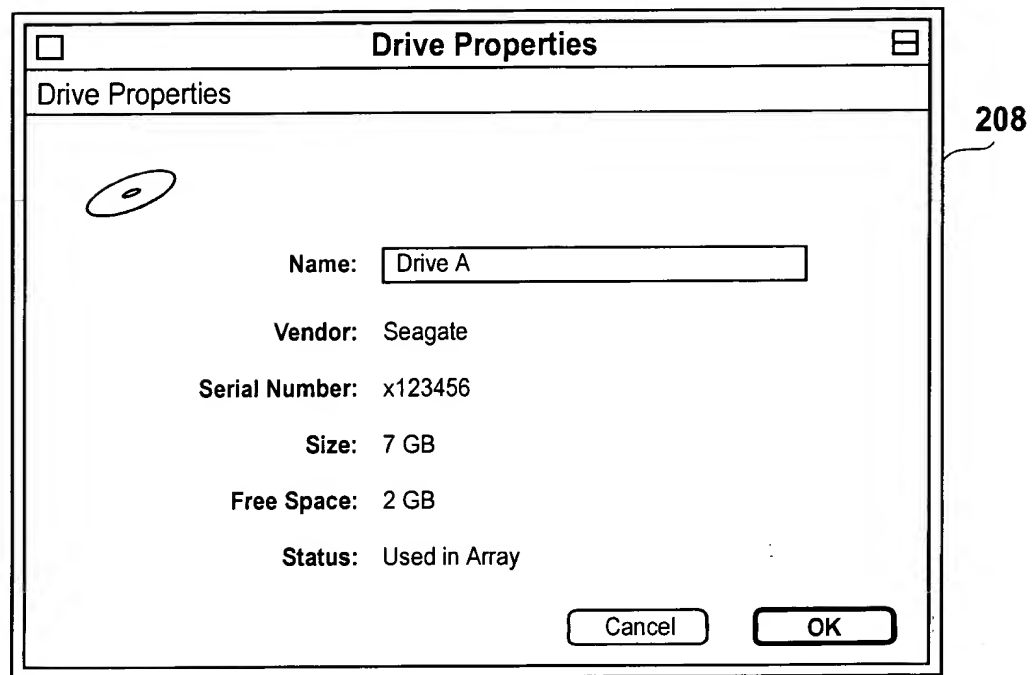 Drive Properties
Drive Properties
208
Name: Drive A
Vendor: Seagate
Serial Number: x123456
Size: 7 GB
Free Space: 2 GB
Status: Used in Array
Cancel OK